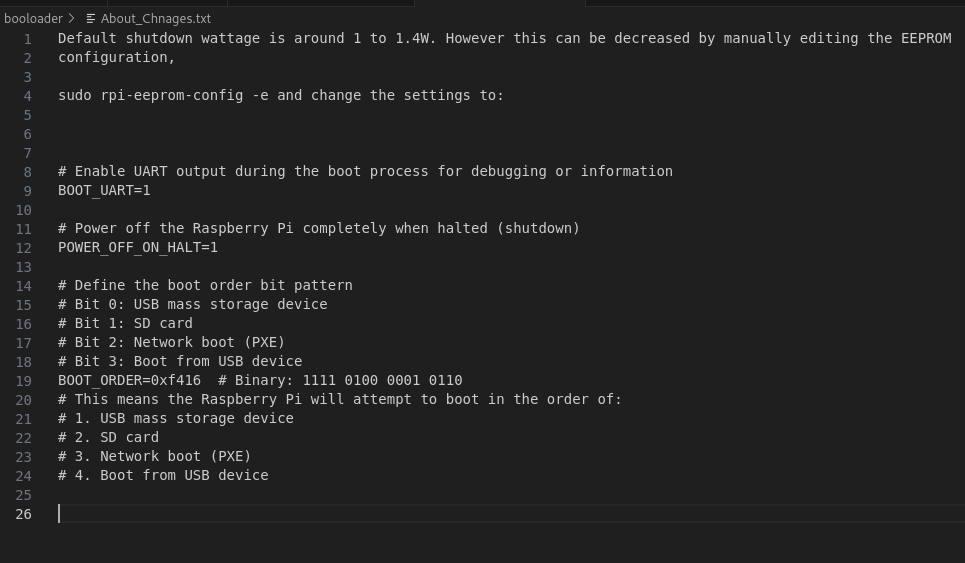 booloader > About_Chnages.txt
1 Default shutdown wattage is around 1 to 1.4W. However this can be decreased by manually editing the EEPROM
2 configuration,
3
4 sudo rpi-eeprom-config -e and change the settings to:
5
6
7
8 # Enable UART output during the boot process for debugging or information
9 BOOT_UART=1
10
11 # Power off the Raspberry Pi completely when halted (shutdown)
12 POWER_OFF_ON_HALT=1
13
14 # Define the boot order bit pattern
15 # Bit 0: USB mass storage device
16 # Bit 1: SD card
17 # Bit 2: Network boot (PXE)
18 # Bit 3: Boot from USB device
19 BOOT_ORDER=0xf416  # Binary: 1111 0100 0001 0110
20 # This means the Raspberry Pi will attempt to boot in the order of:
21 # 1. USB mass storage device
22 # 2. SD card
23 # 3. Network boot (PXE)
24 # 4. Boot from USB device
25
26